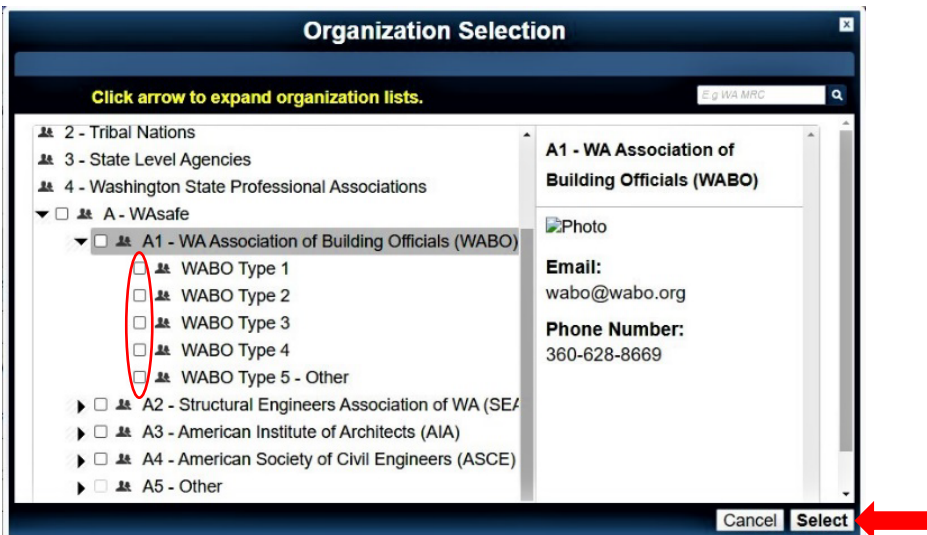 Organization Selection
x
Click arrow to expand organization lists.
E.g WA MRC
2 - Tribal Nations
3 - State Level Agencies
4 - Washington State Professional Associations
A - WAsafe
A1 - WA Association of Building Officials (WABO)
WABO Type 1
WABO Type 2
WABO Type 3
WABO Type 4
WABO Type 5 - Other
A2 - Structural Engineers Association of WA (SEA
A3 - American Institute of Architects (AIA)
A4 - American Society of Civil Engineers (ASCE)
A5 - Other
A1 - WA Association of
Building Officials (WABO)
Photo
Email:
wabo@wabo.org
Phone Number:
360-628-8669
Cancel
Select